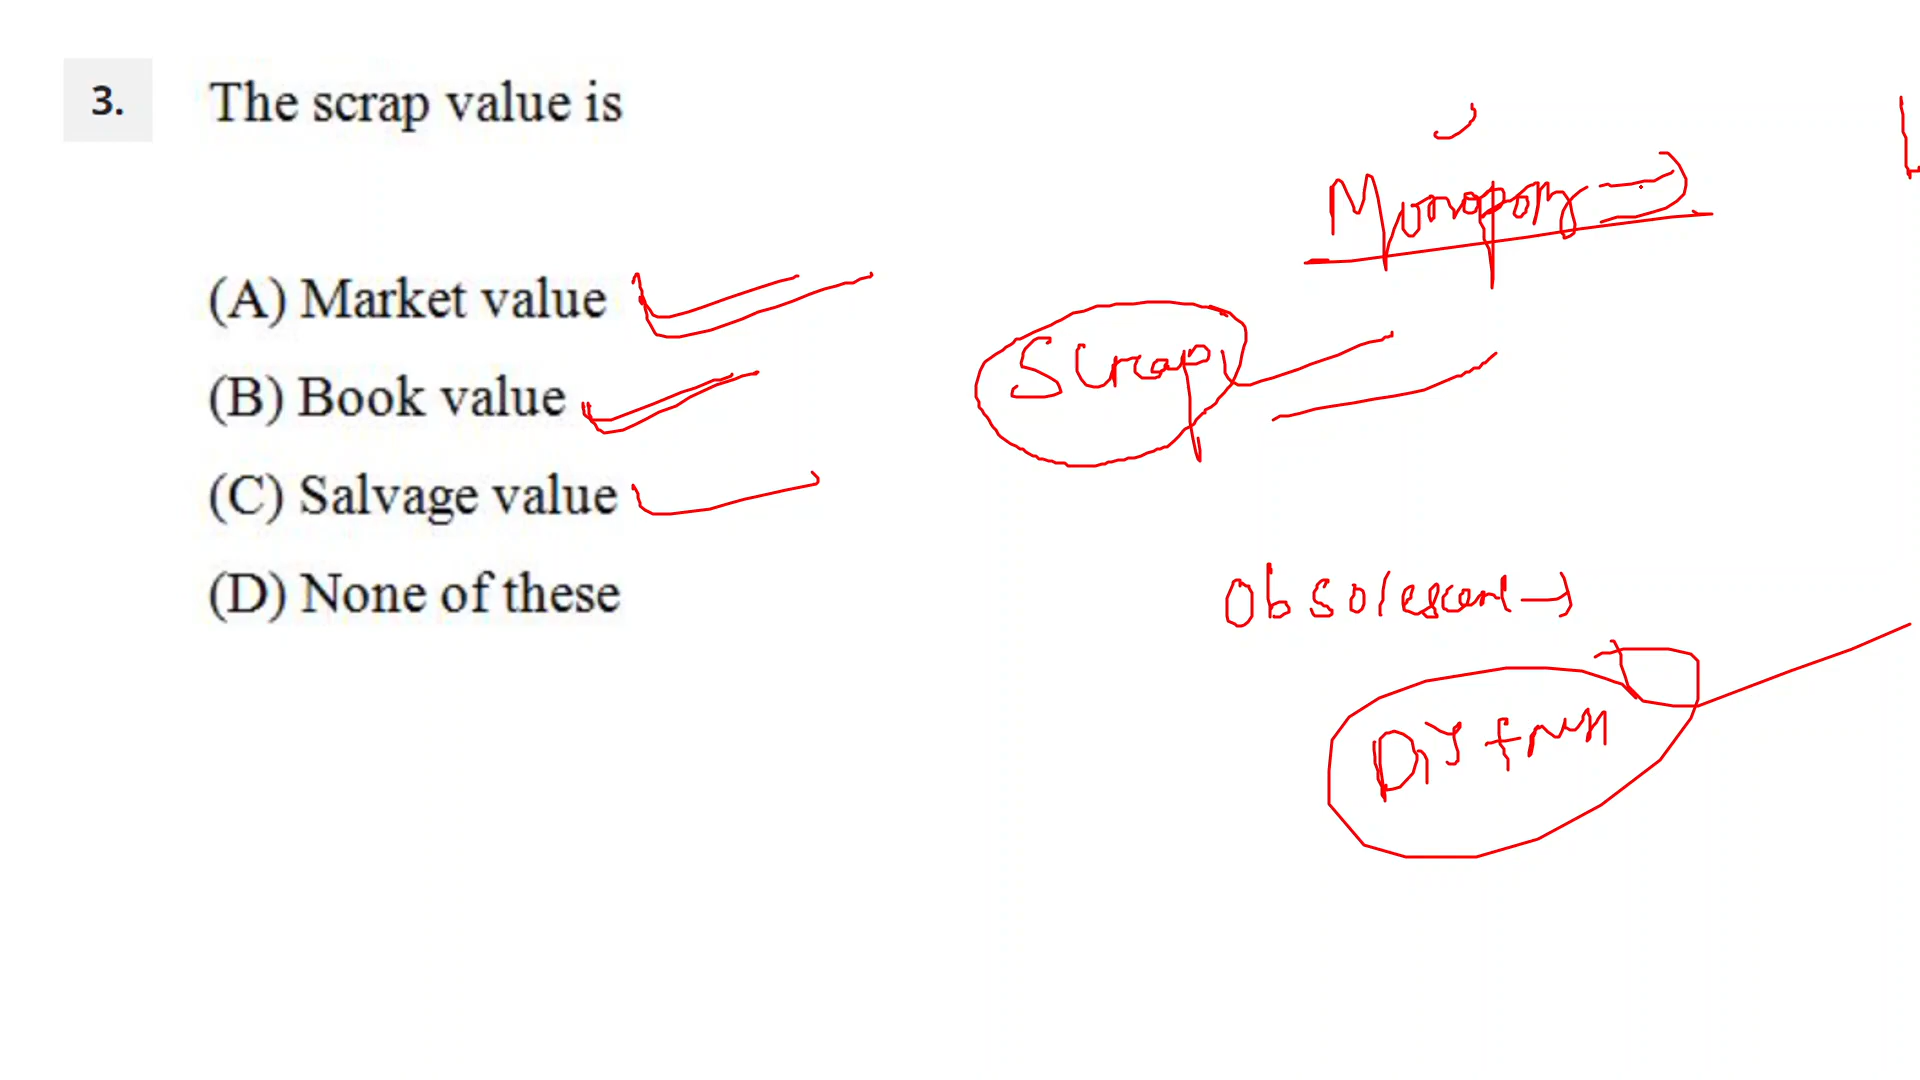 3. The scrap value is
(A) Market value
(B) Book value
(C) Salvage value
(D) None of these
Monopoly
Scrap
Obsolescent